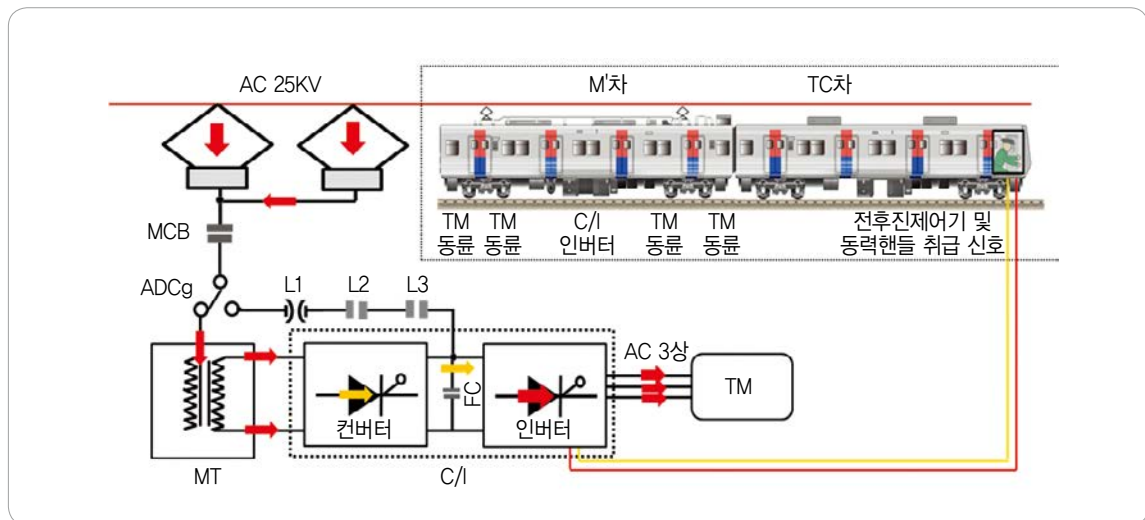 AC 25KV
M'차
TC차
MCB
TM 동륜
TM 동륜
C/I 인버터
TM 동륜
TM 동륜
전후진제어기 및
동력핸들 취급 신호
ADCg
L1
L2
L3
AC 3상
TM
FC
컨버터
인버터
MT
C/I